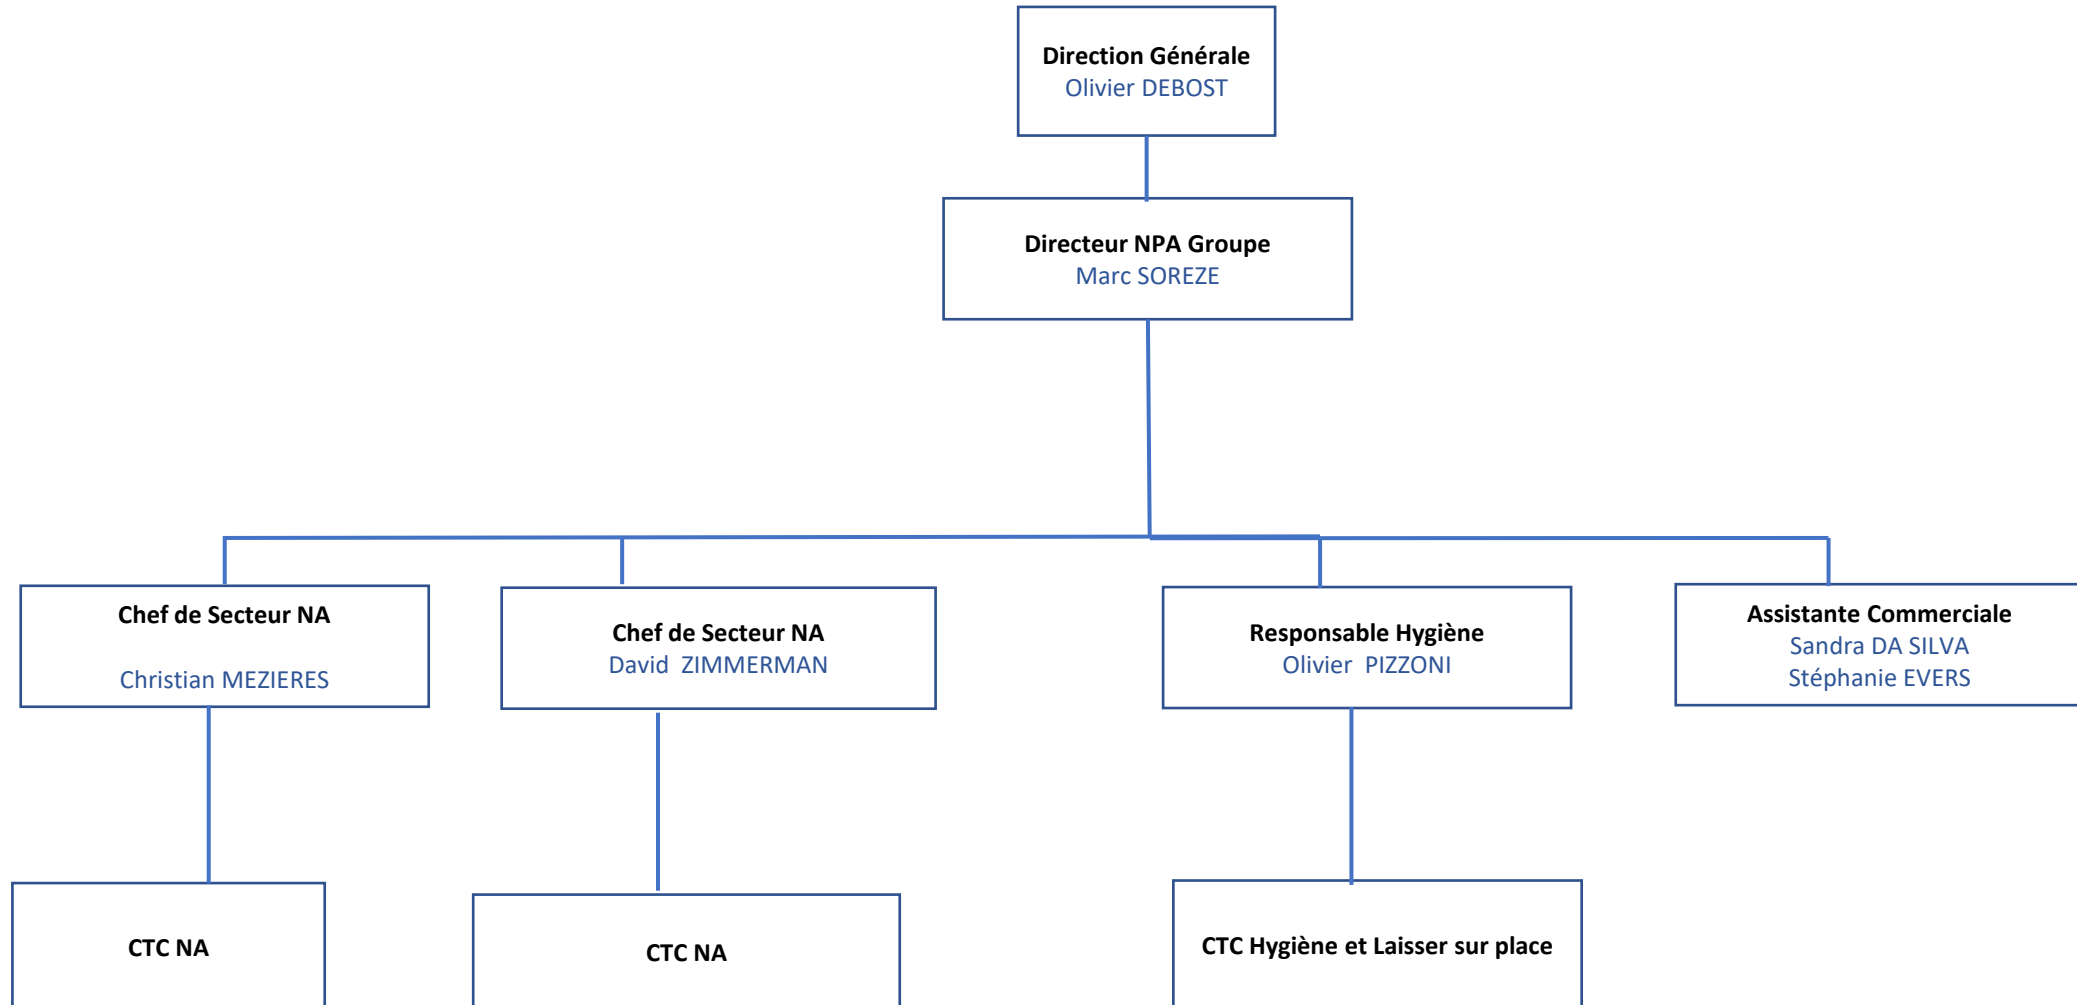 Direction Générale
Olivier DEBOST
Directeur NPA Groupe
Marc SOREZE
Chef de Secteur NA
Christian MEZIERES
Chef de Secteur NA
David  ZIMMERMAN
Responsable Hygiène
Olivier  PIZZONI
Assistante Commerciale
Sandra DA SILVA
Stéphanie EVERS
CTC NA
CTC NA
CTC Hygiène et Laisser sur place